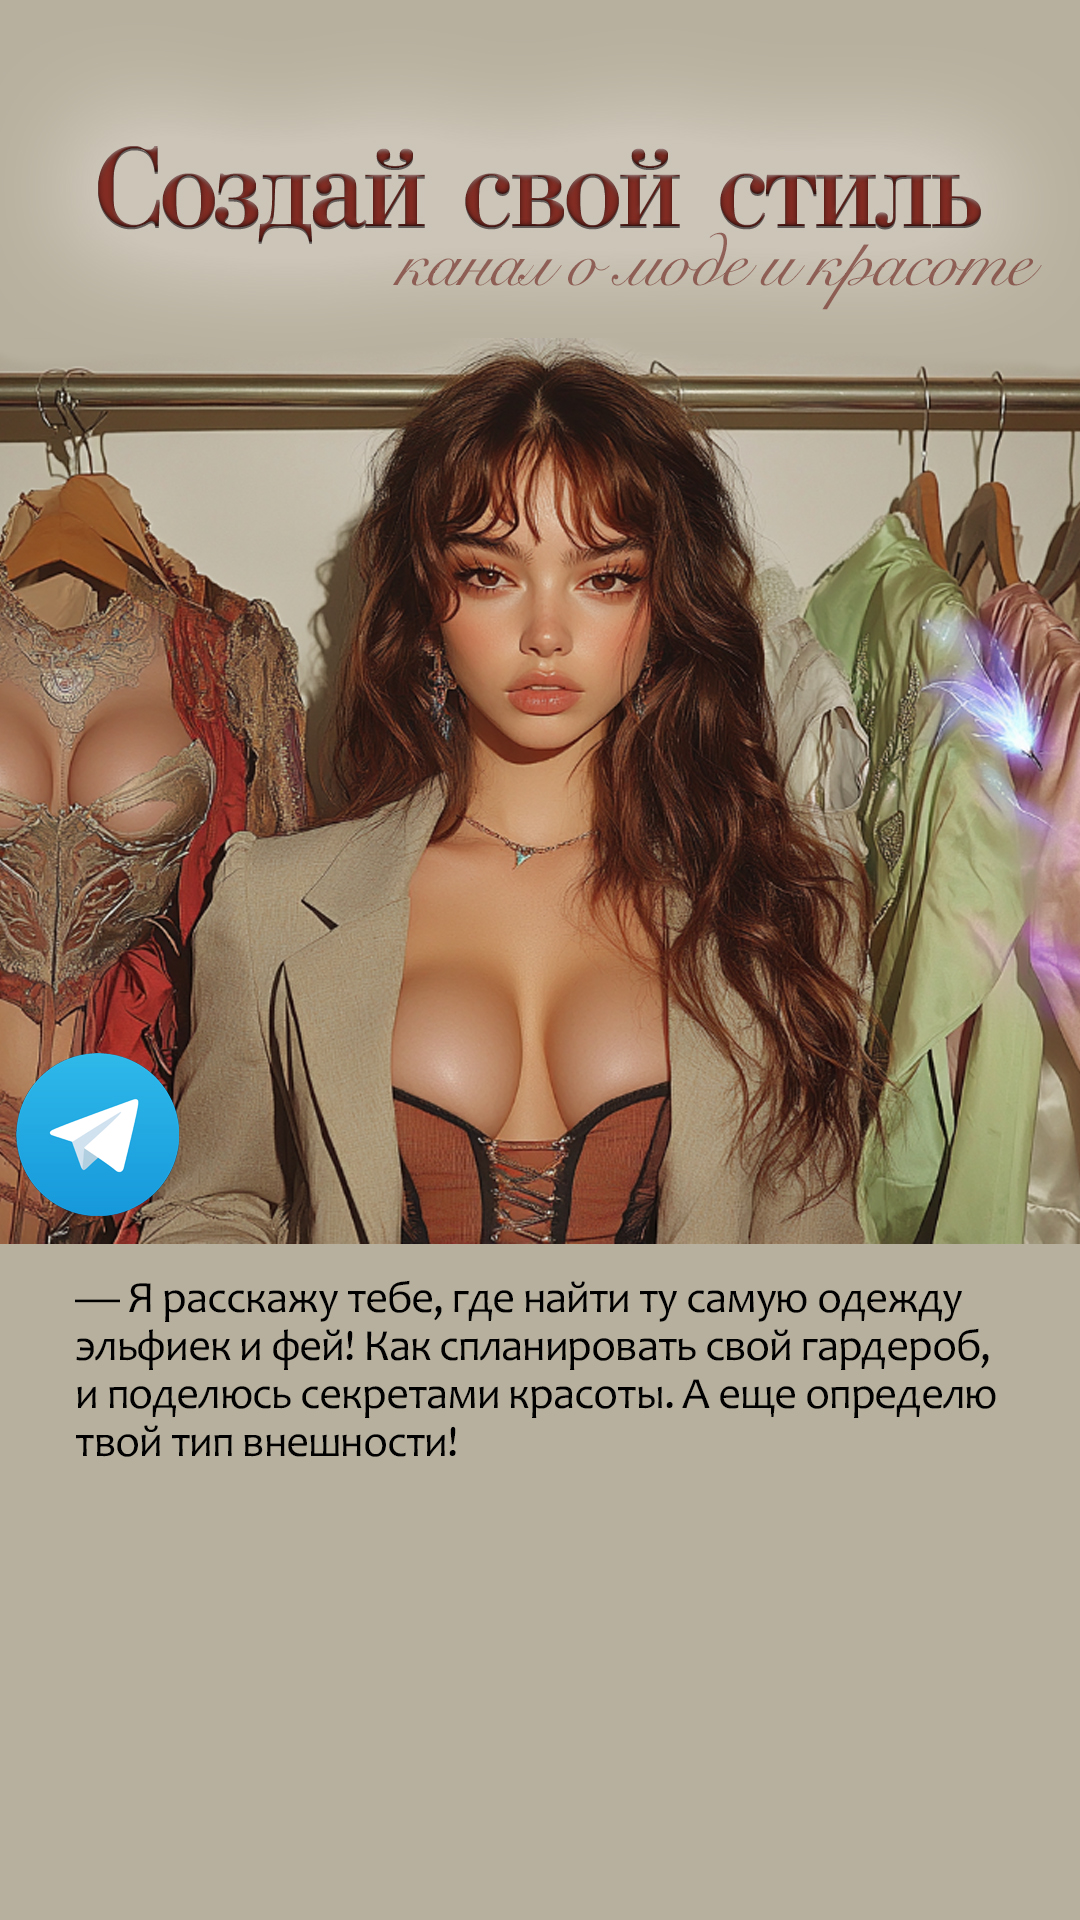 Создай свой стиль
канал о моде и красоте
— Я расскажу тебе, где найти ту самую одежду
эльфиек и фей! Как спланировать свой гардероб,
и поделюсь секретами красоты. А еще определю
твой тип внешности!